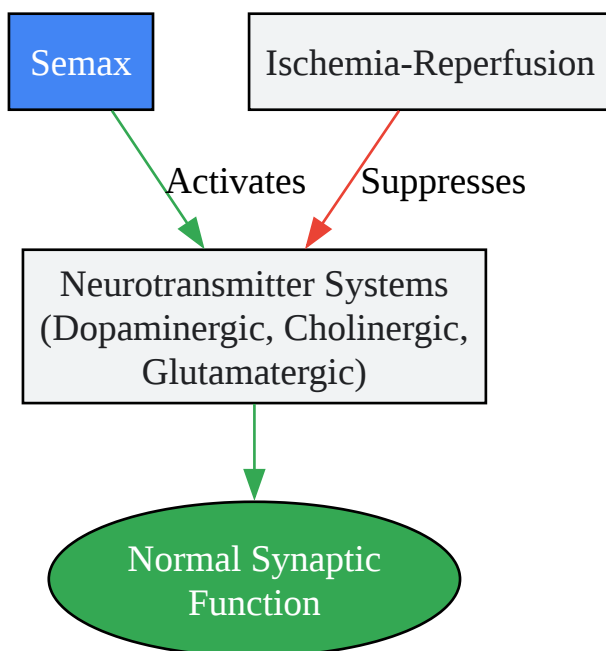 Semax
Ischemia-Reperfusion
Activates
Suppresses
Neurotransmitter Systems
(Dopaminergic, Cholinergic,
Glutamatergic)
Normal Synaptic
Function